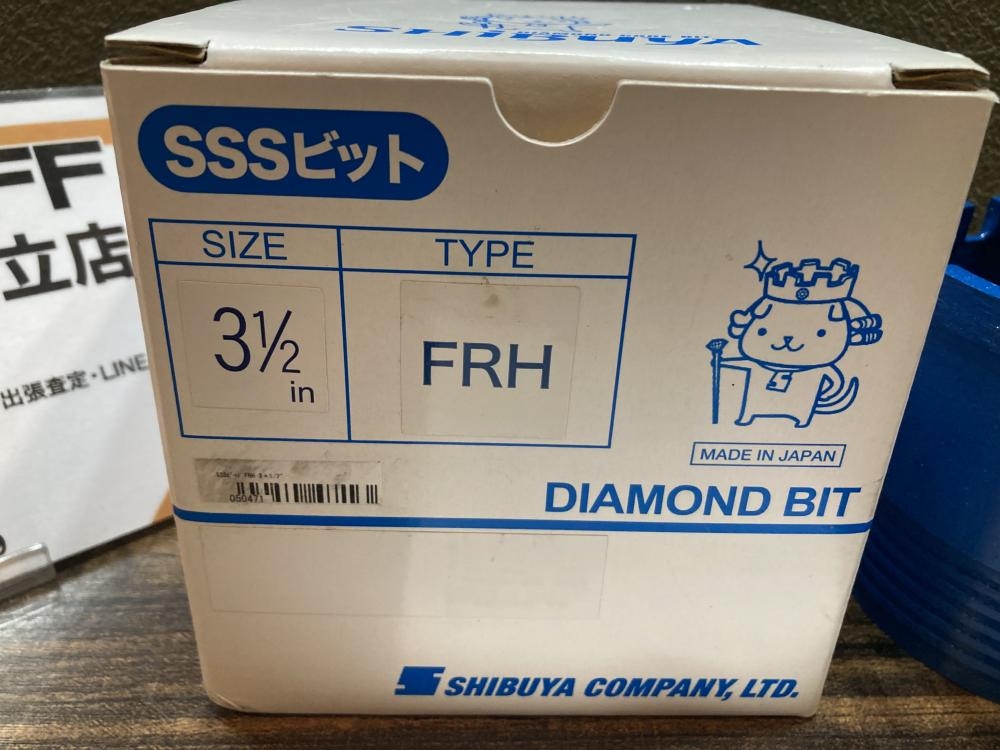 SHIBUYA
SSSビット
SIZE
TYPE
3½
in
FRH
MADE IN JAPAN
050471
DIAMOND BIT
SHIBUYA COMPANY, LTD.
FF
立店
出張査定・LINE